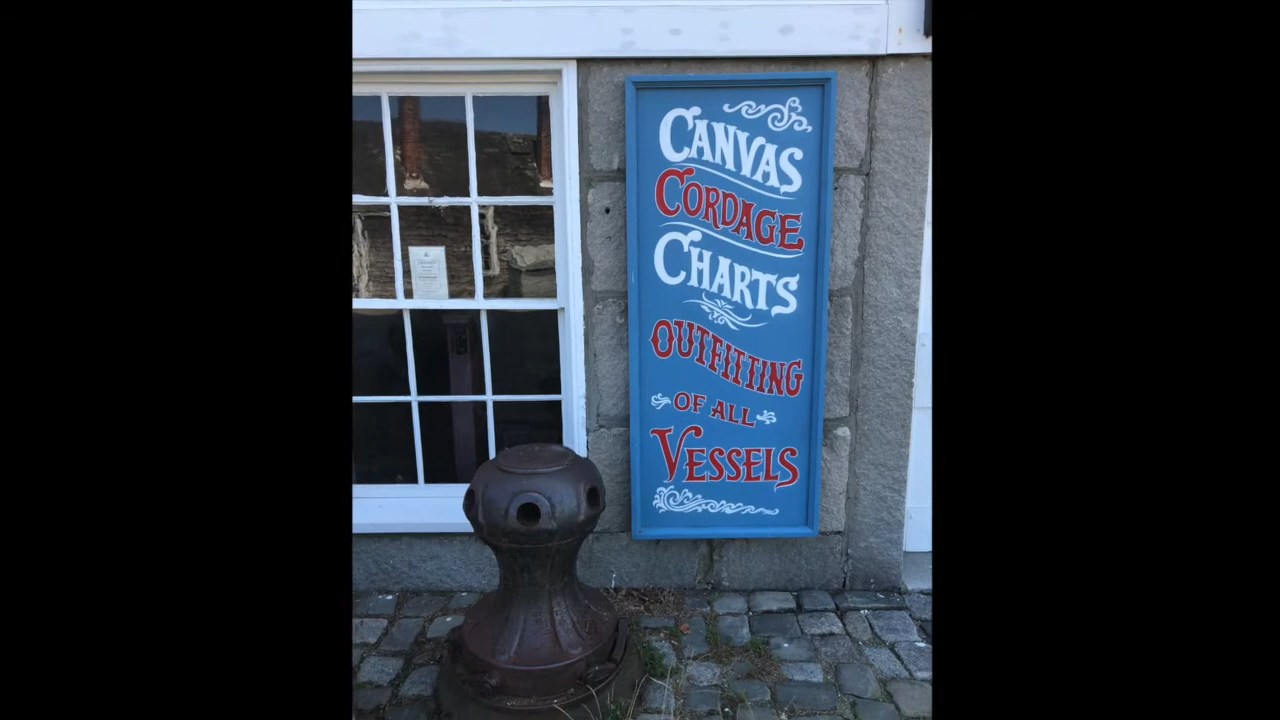 CANVAS
CORDAGE
CHARTS
OUTFITTING
OF ALL
VESSELS